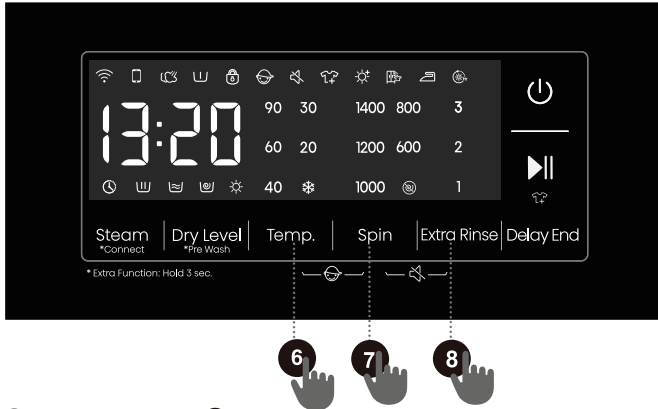 13:20
90 30 1400 800 3
60 20 1200 600 2
40 1000 1
Steam Dry Level Temp. Spin Extra Rinse Delay End
*Connect *Pre Wash
* Extra Function: Hold 3 sec.
6 7 8